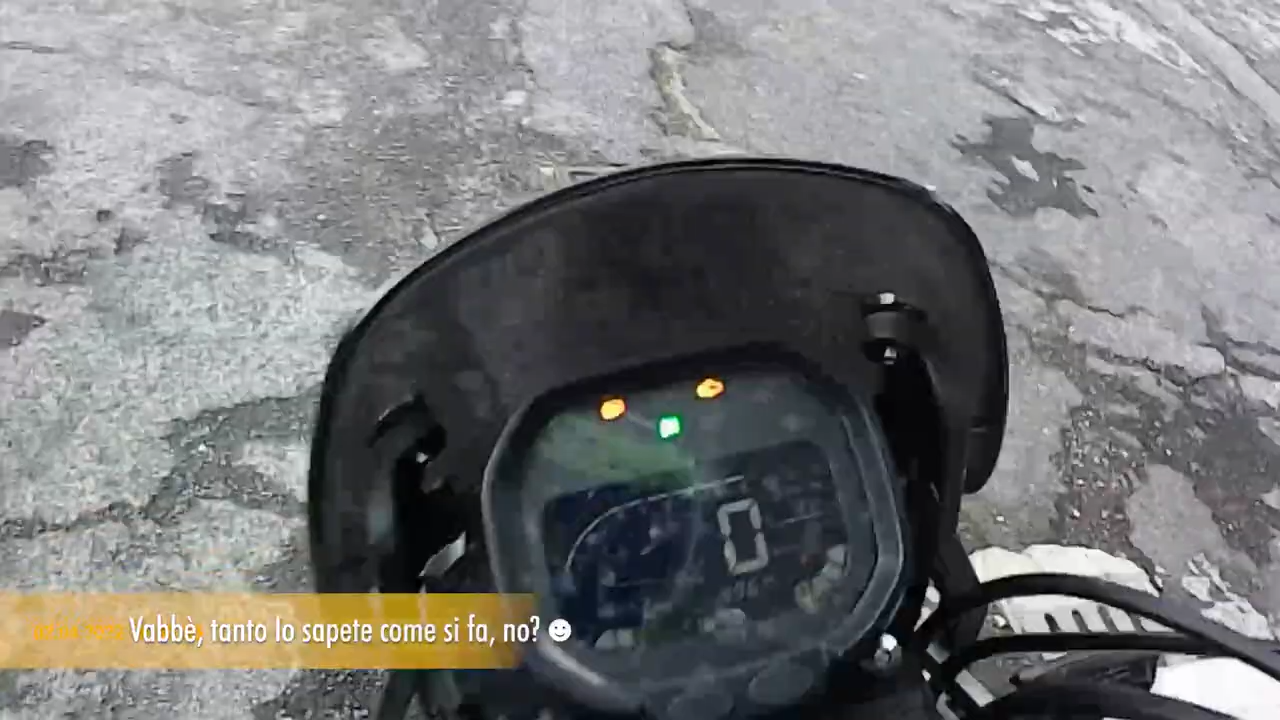 0
Vabbè, tanto lo sapete come si fa, no? ☻